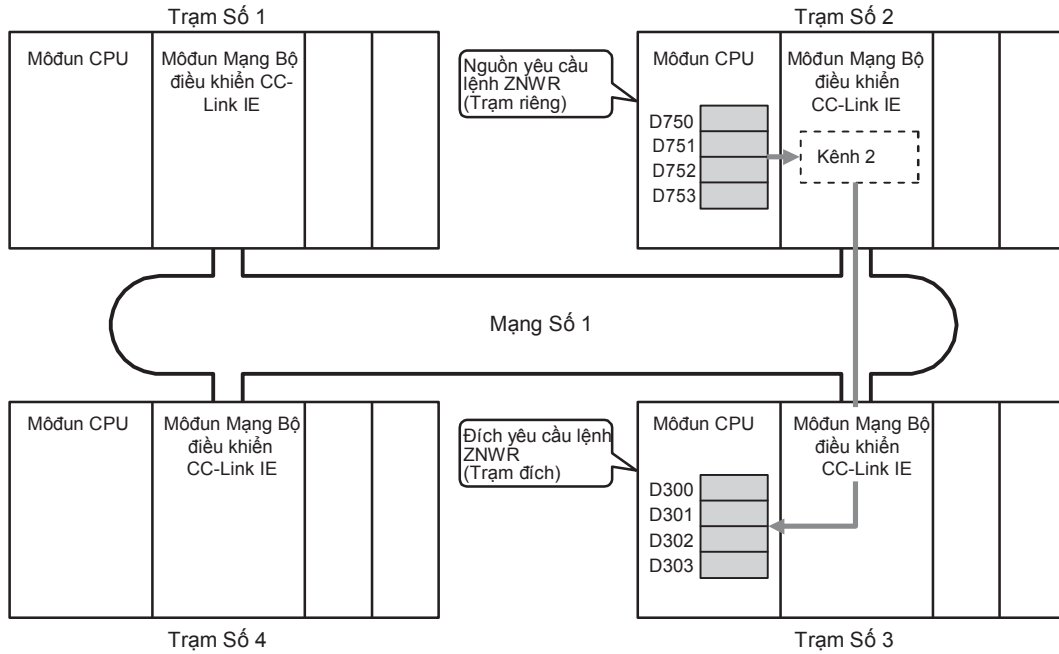 Trạm Số 1
Môđun CPU
Môđun Mạng Bộ
điều khiển CC-
Link IE
Trạm Số 2
Nguồn yêu cầu
lệnh ZNWR
(Trạm riêng)
Môđun CPU
D750
D751
D752
D753
Môđun Mạng Bộ
điều khiển
CC-Link IE
Kênh 2
Mạng Số 1
Môđun CPU
Môđun Mạng Bộ
điều khiển
CC-Link IE
Trạm Số 4
Đích yêu cầu lệnh
ZNWR
(Trạm đích)
Môđun CPU
D300
D301
D302
D303
Môđun Mạng Bộ
điều khiển
CC-Link IE
Trạm Số 3